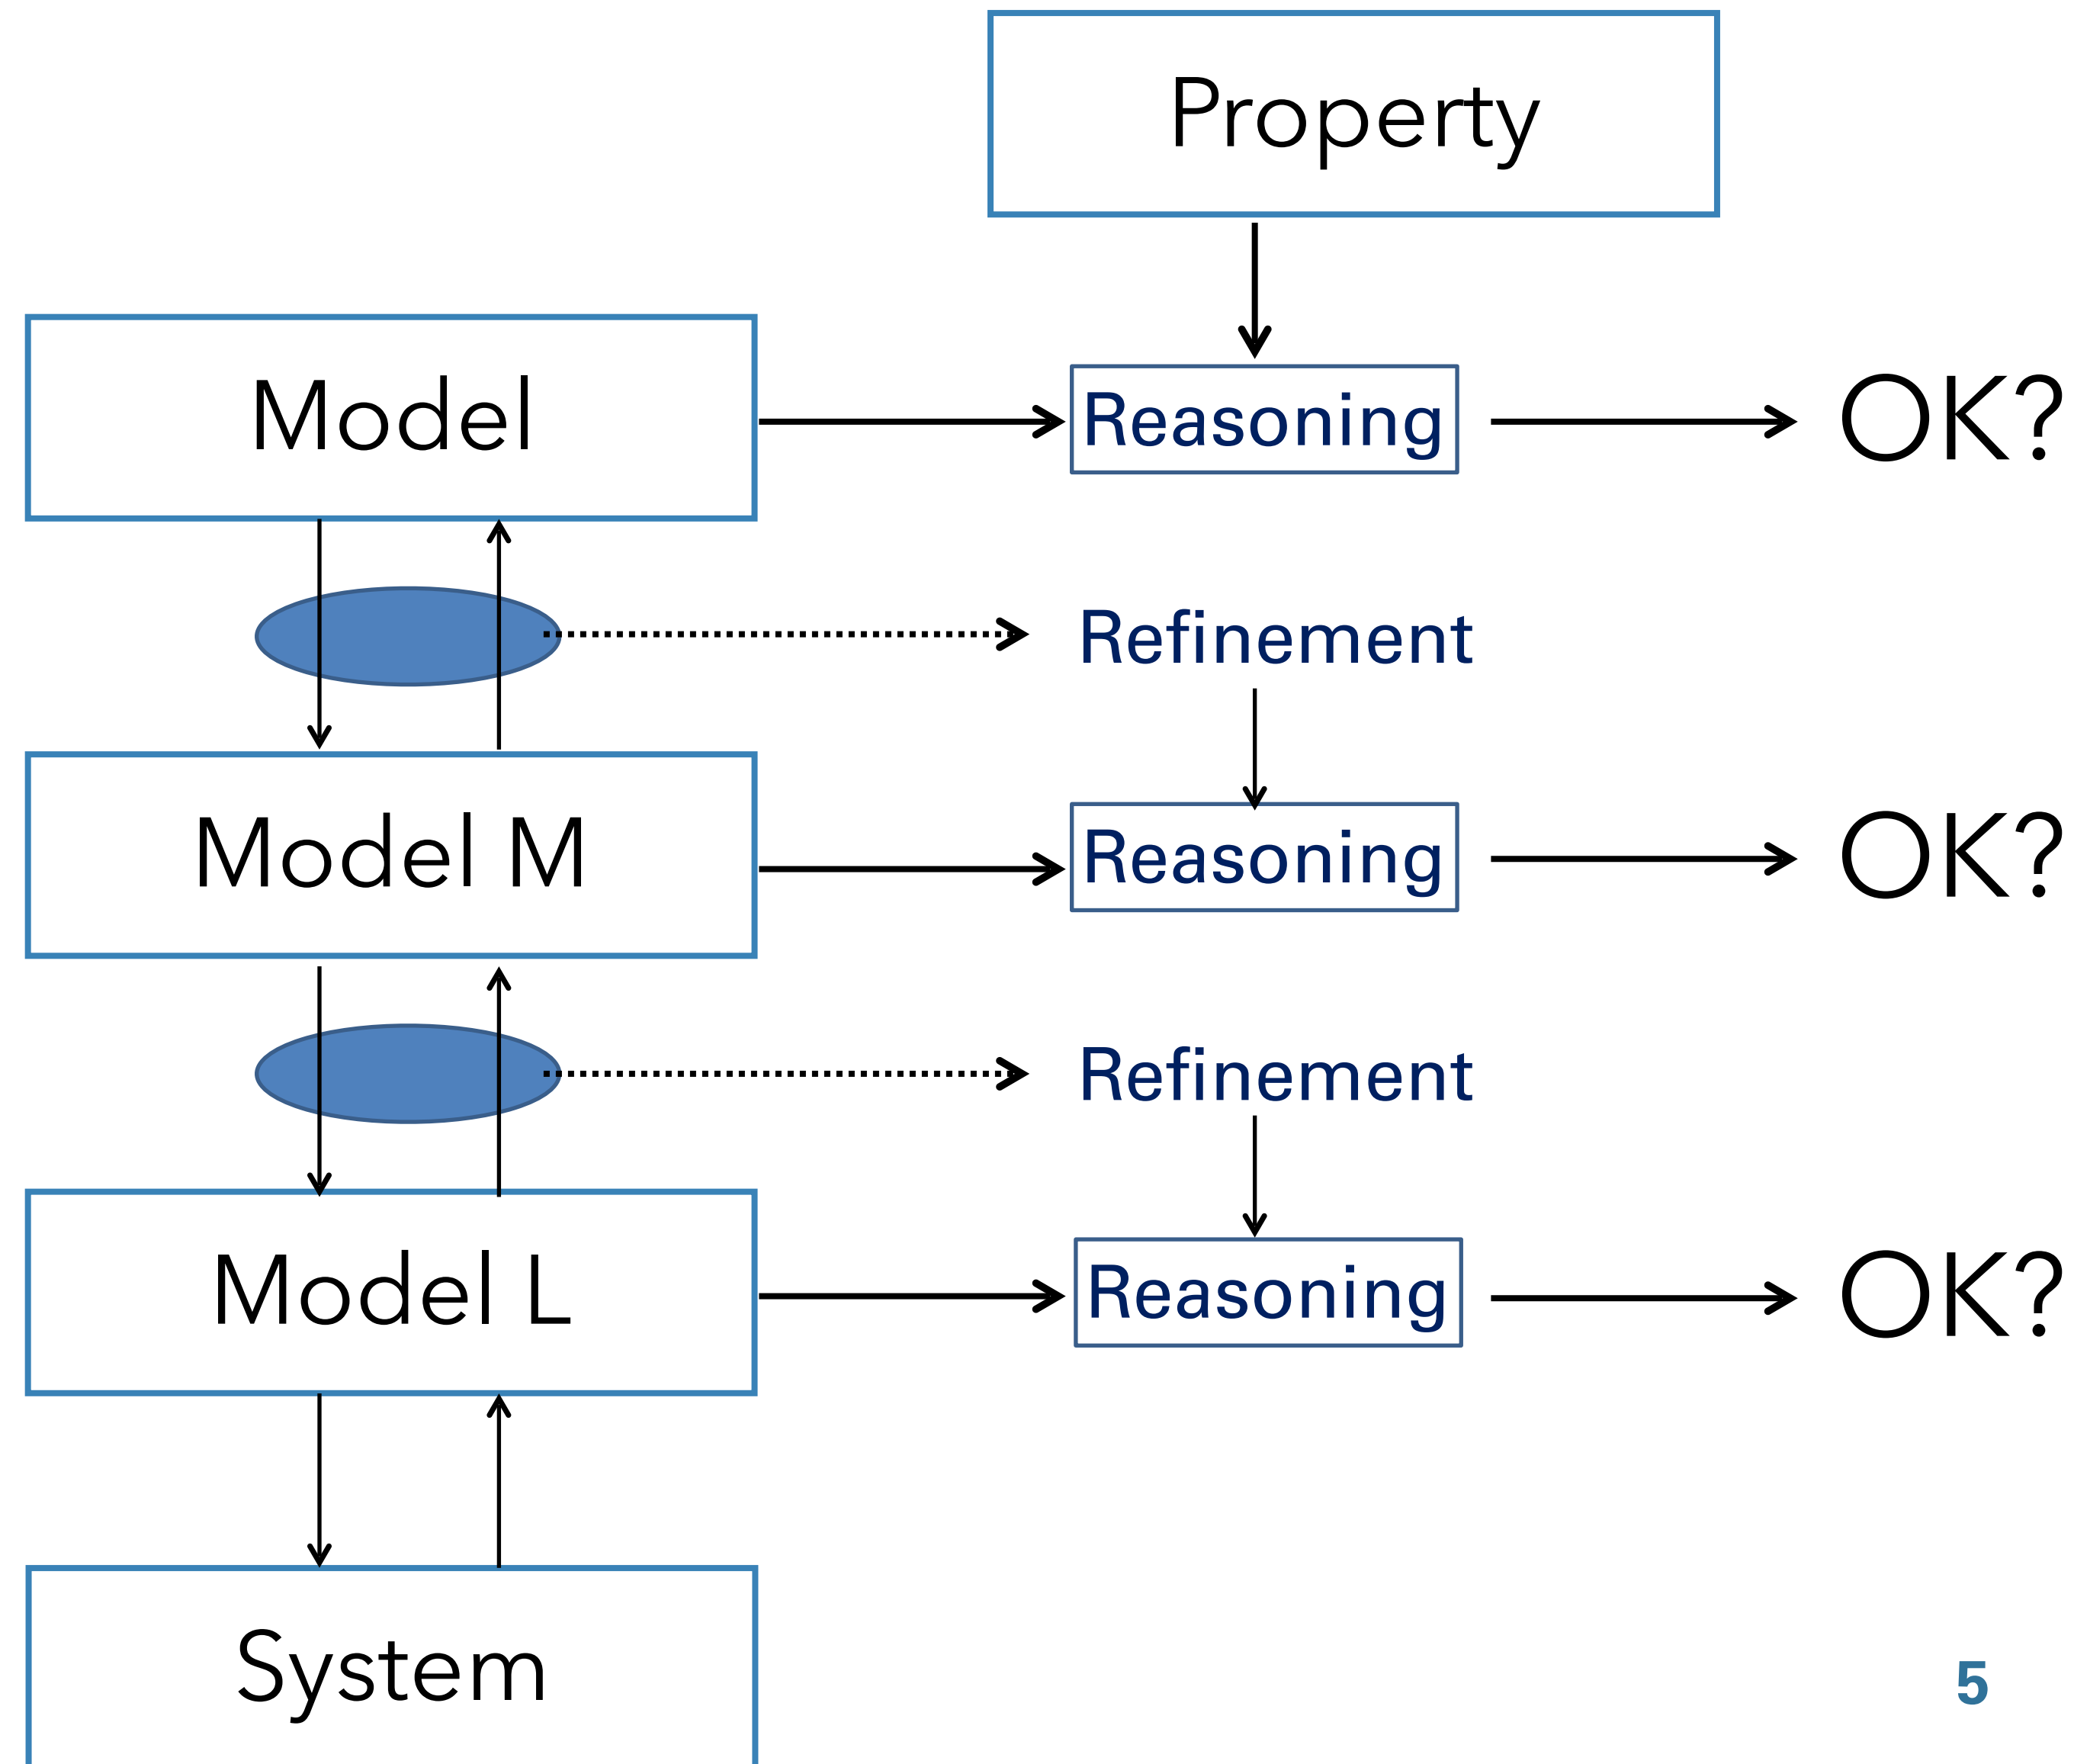 Property
Model
Reasoning
OK?
Refinement
Model M
Reasoning
OK?
Refinement
Model L
Reasoning
OK?
System
5